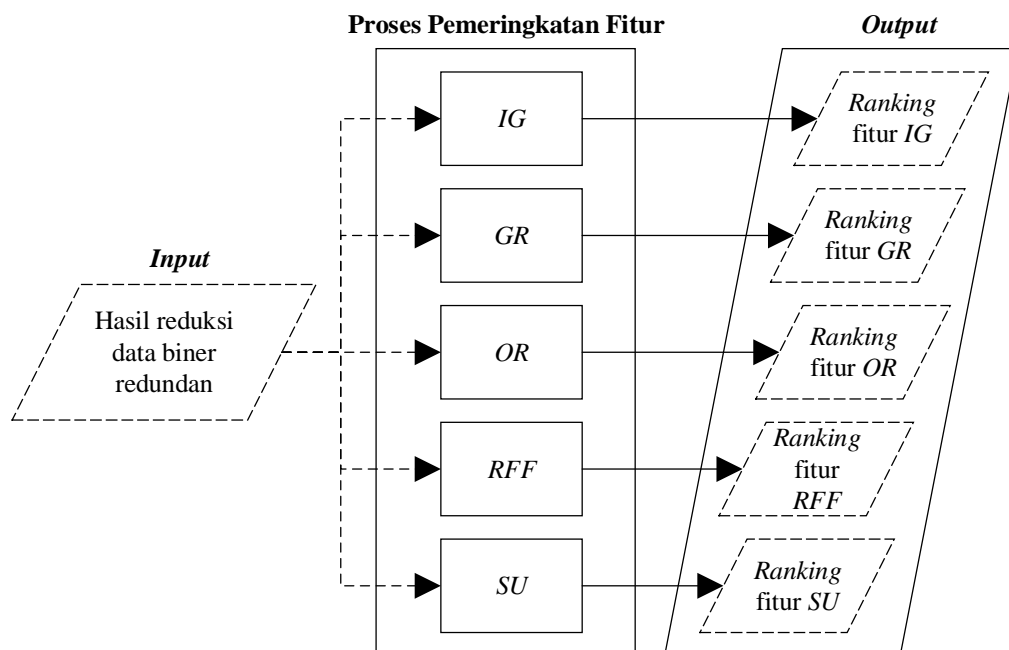 Proses Pemeringkatan Fitur
Output
IG
Ranking
fitur IG
GR
Ranking
fitur GR
Input
Hasil reduksi
data biner
redundan
OR
Ranking
fitur OR
RFF
Ranking
fitur
RFF
SU
Ranking
fitur SU